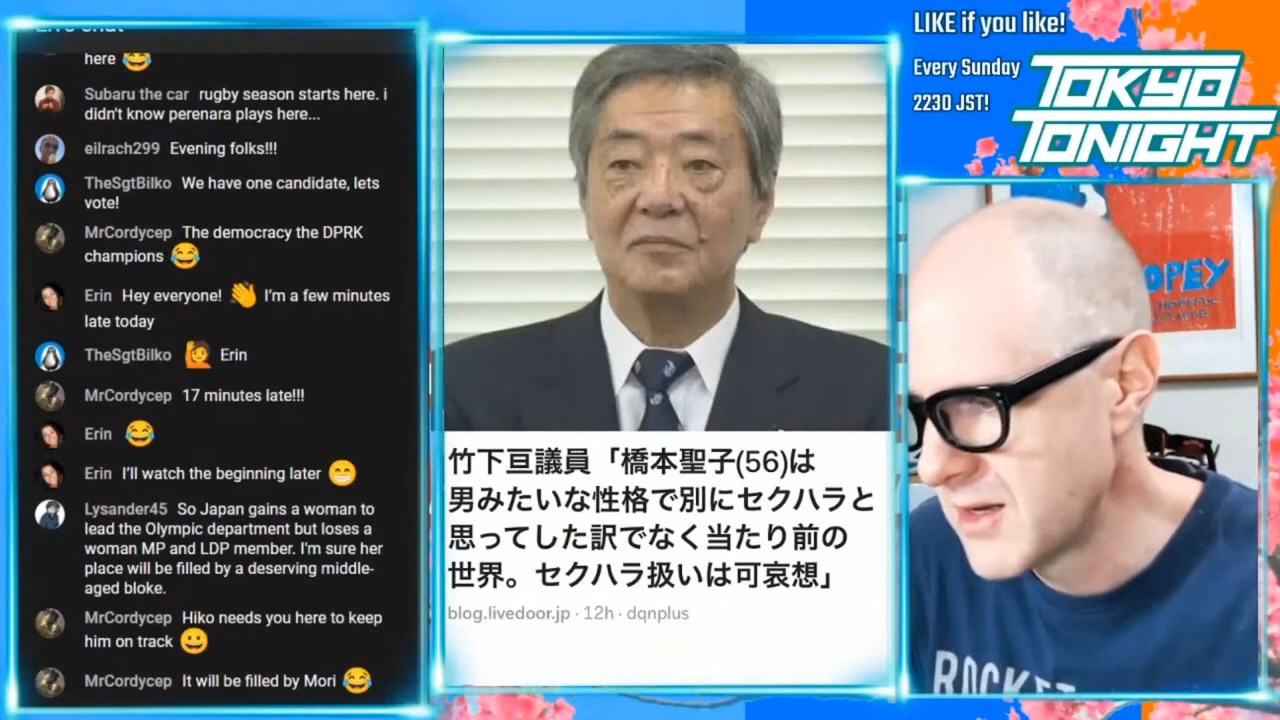 here 😂
Subaru the car rugby season starts here. i
didn't know perenara plays here...
eilrach299 Evening folks!!!
TheSgtBilko We have one candidate, lets
vote!
MrCordycep The democracy the DPRK
champions 😂
Erin Hey everyone! 👋 I'm a few minutes
late today
TheSgtBilko 🙋 Erin
MrCordycep 17 minutes late!!!
Erin 😂
Erin I'll watch the beginning later 😁
Lysander45 So Japan gains a woman to
lead the Olympic department but loses a
woman MP and LDP member. I'm sure her
place will be filled by a deserving middle-
aged bloke.
MrCordycep Hiko needs you here to keep
him on track 😀
MrCordycep It will be filled by Mori 😂
竹下亘議員「橋本聖子(56)は
男みたいな性格で別にセクハラと
思ってした訳でなく当たり前の
世界。セクハラ扱いは可哀想」
blog.livedoor.jp · 12h · dqnplus
LIKE if you like!
Every Sunday
2230 JST!
TOKYO
TONIGHT
OPEY
ROCKET